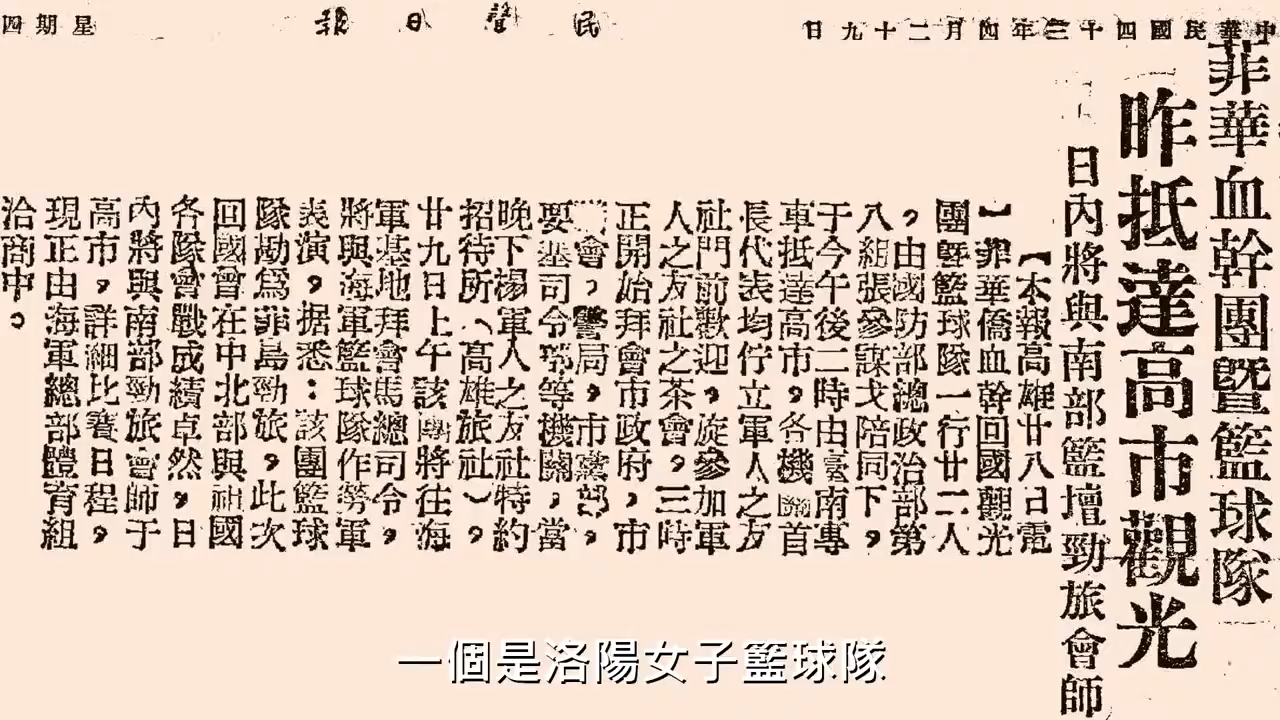 中華民國四十三年四月二十九日
民聲日報
星期四
菲華血幹團暨籃球隊
昨抵達高市觀光
日內將與南部籃壇勁旅會師
【本報高雄廿八日電
】菲華僑血幹回國觀光
團暨籃球隊一行廿二人
，由國防部總政治部第
八組張參謀戈陪同下，
于今午後二時由臺南專
車抵達高市，各機關首
長代表均佇立軍人之友
社門前歡迎，旋參加軍
人之友社之茶會，三時
正開始拜會市政府，市
會，警局，市黨部，
要塞司令部等機關，當
晚下榻軍人之友社特約
招待所（高雄旅社）。
廿九日上午該團將往海
軍基地拜會馬總司令，
將與海軍籃球隊作勞軍
表演，据悉：該團籃球
隊勘為菲島勁旅，此次
回國曾在中北部與祖國
各隊會戰成績卓然，日
內將與南部勁旅會師于
高市，詳細比賽日程，
現正由海軍總部體育組
洽商中。
一個是洛陽女子籃球隊